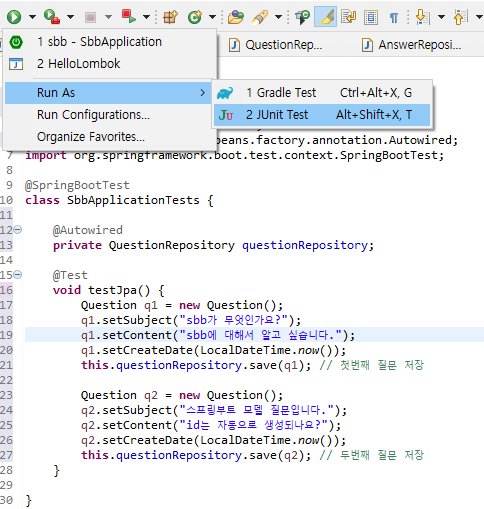 1 sbb - SbbApplication
2 HelloLombok
Run As
Run Configurations...
Organize Favorites...
1 Gradle Test Ctrl+Alt+X, G
2 JUnit Test Alt+Shift+X, T
QuestionRep...
AnswerReposi...
beans.factory.annotation.Autowired;
7 import org.springframework.boot.test.context.SpringBootTest;
8
9 @SpringBootTest
10 class SbbApplicationTests {
11
12 @Autowired
13 private QuestionRepository questionRepository;
14
15 @Test
16 void testJpa() {
17 Question q1 = new Question();
18 q1.setSubject("sbb가 무엇인가요?");
19 q1.setContent("sbb에 대해서 알고 싶습니다.");
20 q1.setCreateDate(LocalDateTime.now());
21 this.questionRepository.save(q1); // 첫번째 질문 저장
22
23 Question q2 = new Question();
24 q2.setSubject("스프링부트 모델 질문입니다.");
25 q2.setContent("id는 자동으로 생성되나요?");
26 q2.setCreateDate(LocalDateTime.now());
27 this.questionRepository.save(q2); // 두번째 질문 저장
28 }
29
30 }